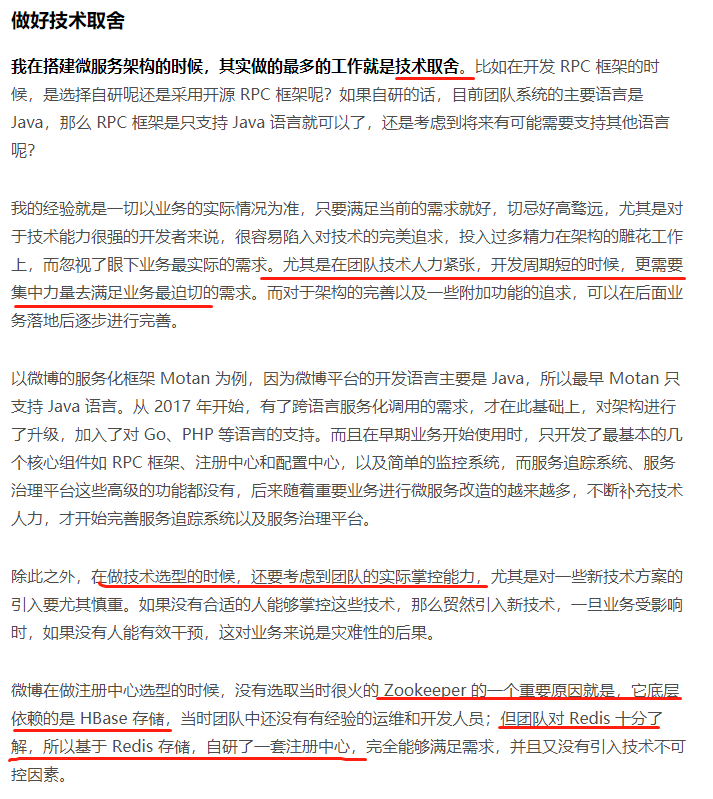 做好技术取舍
我在搭建微服务架构的时候，其实做的最多的工作就是技术取舍。比如在开发 RPC 框架的时
候，是选择自研呢还是采用开源 RPC 框架呢？如果自研的话，目前团队系统的主要语言是
Java，那么 RPC 框架是只支持 Java 语言就可以了，还是考虑到将来有可能需要支持其他语言
呢？
我的经验就是一切以业务的实际情况为准，只要满足当前的需求就好，切忌好高骛远，尤其是对
于技术能力很强的开发者来说，很容易陷入对技术的完美追求，投入过多精力在架构的雕花工作
上，而忽视了眼下业务最实际的需求。尤其是在团队技术人力紧张，开发周期短的时候，更需要
集中力量去满足业务最迫切的需求。而对于架构的完善以及一些附加功能的追求，可以在后面业
务落地后逐步进行完善。
以微博的服务化框架 Motan 为例，因为微博平台的开发语言主要是 Java，所以最早 Motan 只
支持 Java 语言。从 2017 年开始，有了跨语言服务化调用的需求，才在此基础上，对架构进行
了升级，加入了对 Go、PHP 等语言的支持。而且在早期业务开始使用时，只开发了最基本的几
个核心组件如 RPC 框架、注册中心和配置中心，以及简单的监控系统，而服务追踪系统、服务
治理平台这些高级的功能都没有，后来随着重要业务进行微服务改造的越来越多，不断补充技术
人力，才开始完善服务追踪系统以及服务治理平台。
除此之外，在做技术选型的时候，还要考虑到团队的实际掌控能力，尤其是对一些新技术方案的
引入要尤其慎重。如果没有合适的人能够掌控这些技术，那么贸然引入新技术，一旦业务受影响
时，如果没有人能有效干预，这对业务来说是灾难性的后果。
微博在做注册中心选型的时候，没有选取当时很火的 Zookeeper 的一个重要原因就是，它底层
依赖的是 HBase 存储，当时团队中还没有有经验的运维和开发人员；但团队对 Redis 十分了
解，所以基于 Redis 存储，自研了一套注册中心，完全能够满足需求，并且又没有引入技术不可
控因素。